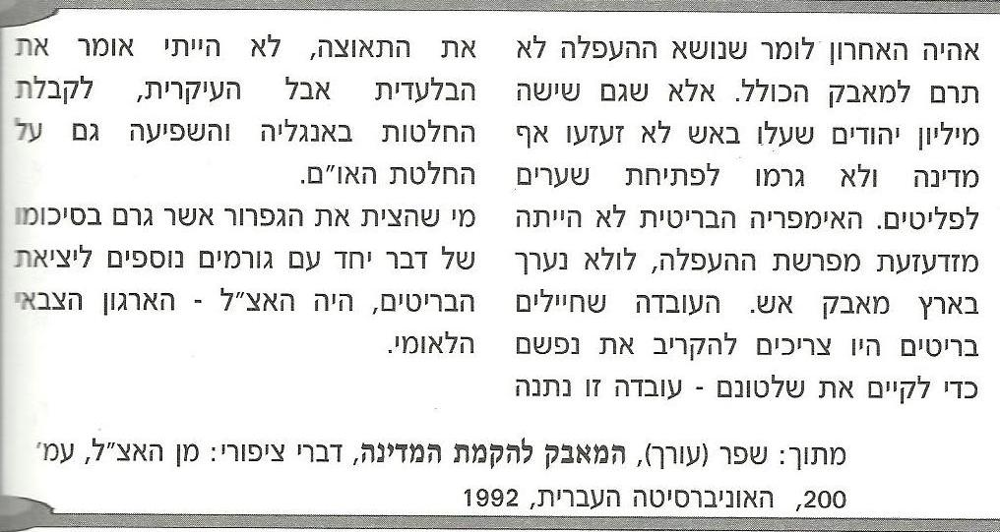 אהיה האחרון לומר שנושא ההעפלה לא
תרם למאבק הכולל. אלא שגם שישה
מיליון יהודים שעלו באש לא זעזעו אף
מדינה ולא גרמו לפתיחת שערים
לפליטים. האימפריה הבריטית לא הייתה
מזדעזעת מפרשת ההעפלה, לולא נערך
בארץ מאבק אש. העובדה שחיילים
בריטים היו צריכים להקריב את נפשם
כדי לקיים את שלטונם - עובדה זו נתנה
את התאוצה, לא הייתי אומר את
הבלעדית אבל העיקרית, לקבלת
החלטות באנגליה והשפיעה גם על
החלטת האו״ם.
מי שהצית את הגפרור אשר גרם בסיכומו
של דבר יחד עם גורמים נוספים ליציאת
הבריטים, היה האצ״ל - הארגון הצבאי
הלאומי.
מתוך: שפר (עורך), המאבק להקמת המדינה, דברי ציפורי: מן האצ״ל, עמ׳
200, האוניברסיטה העברית, 1992